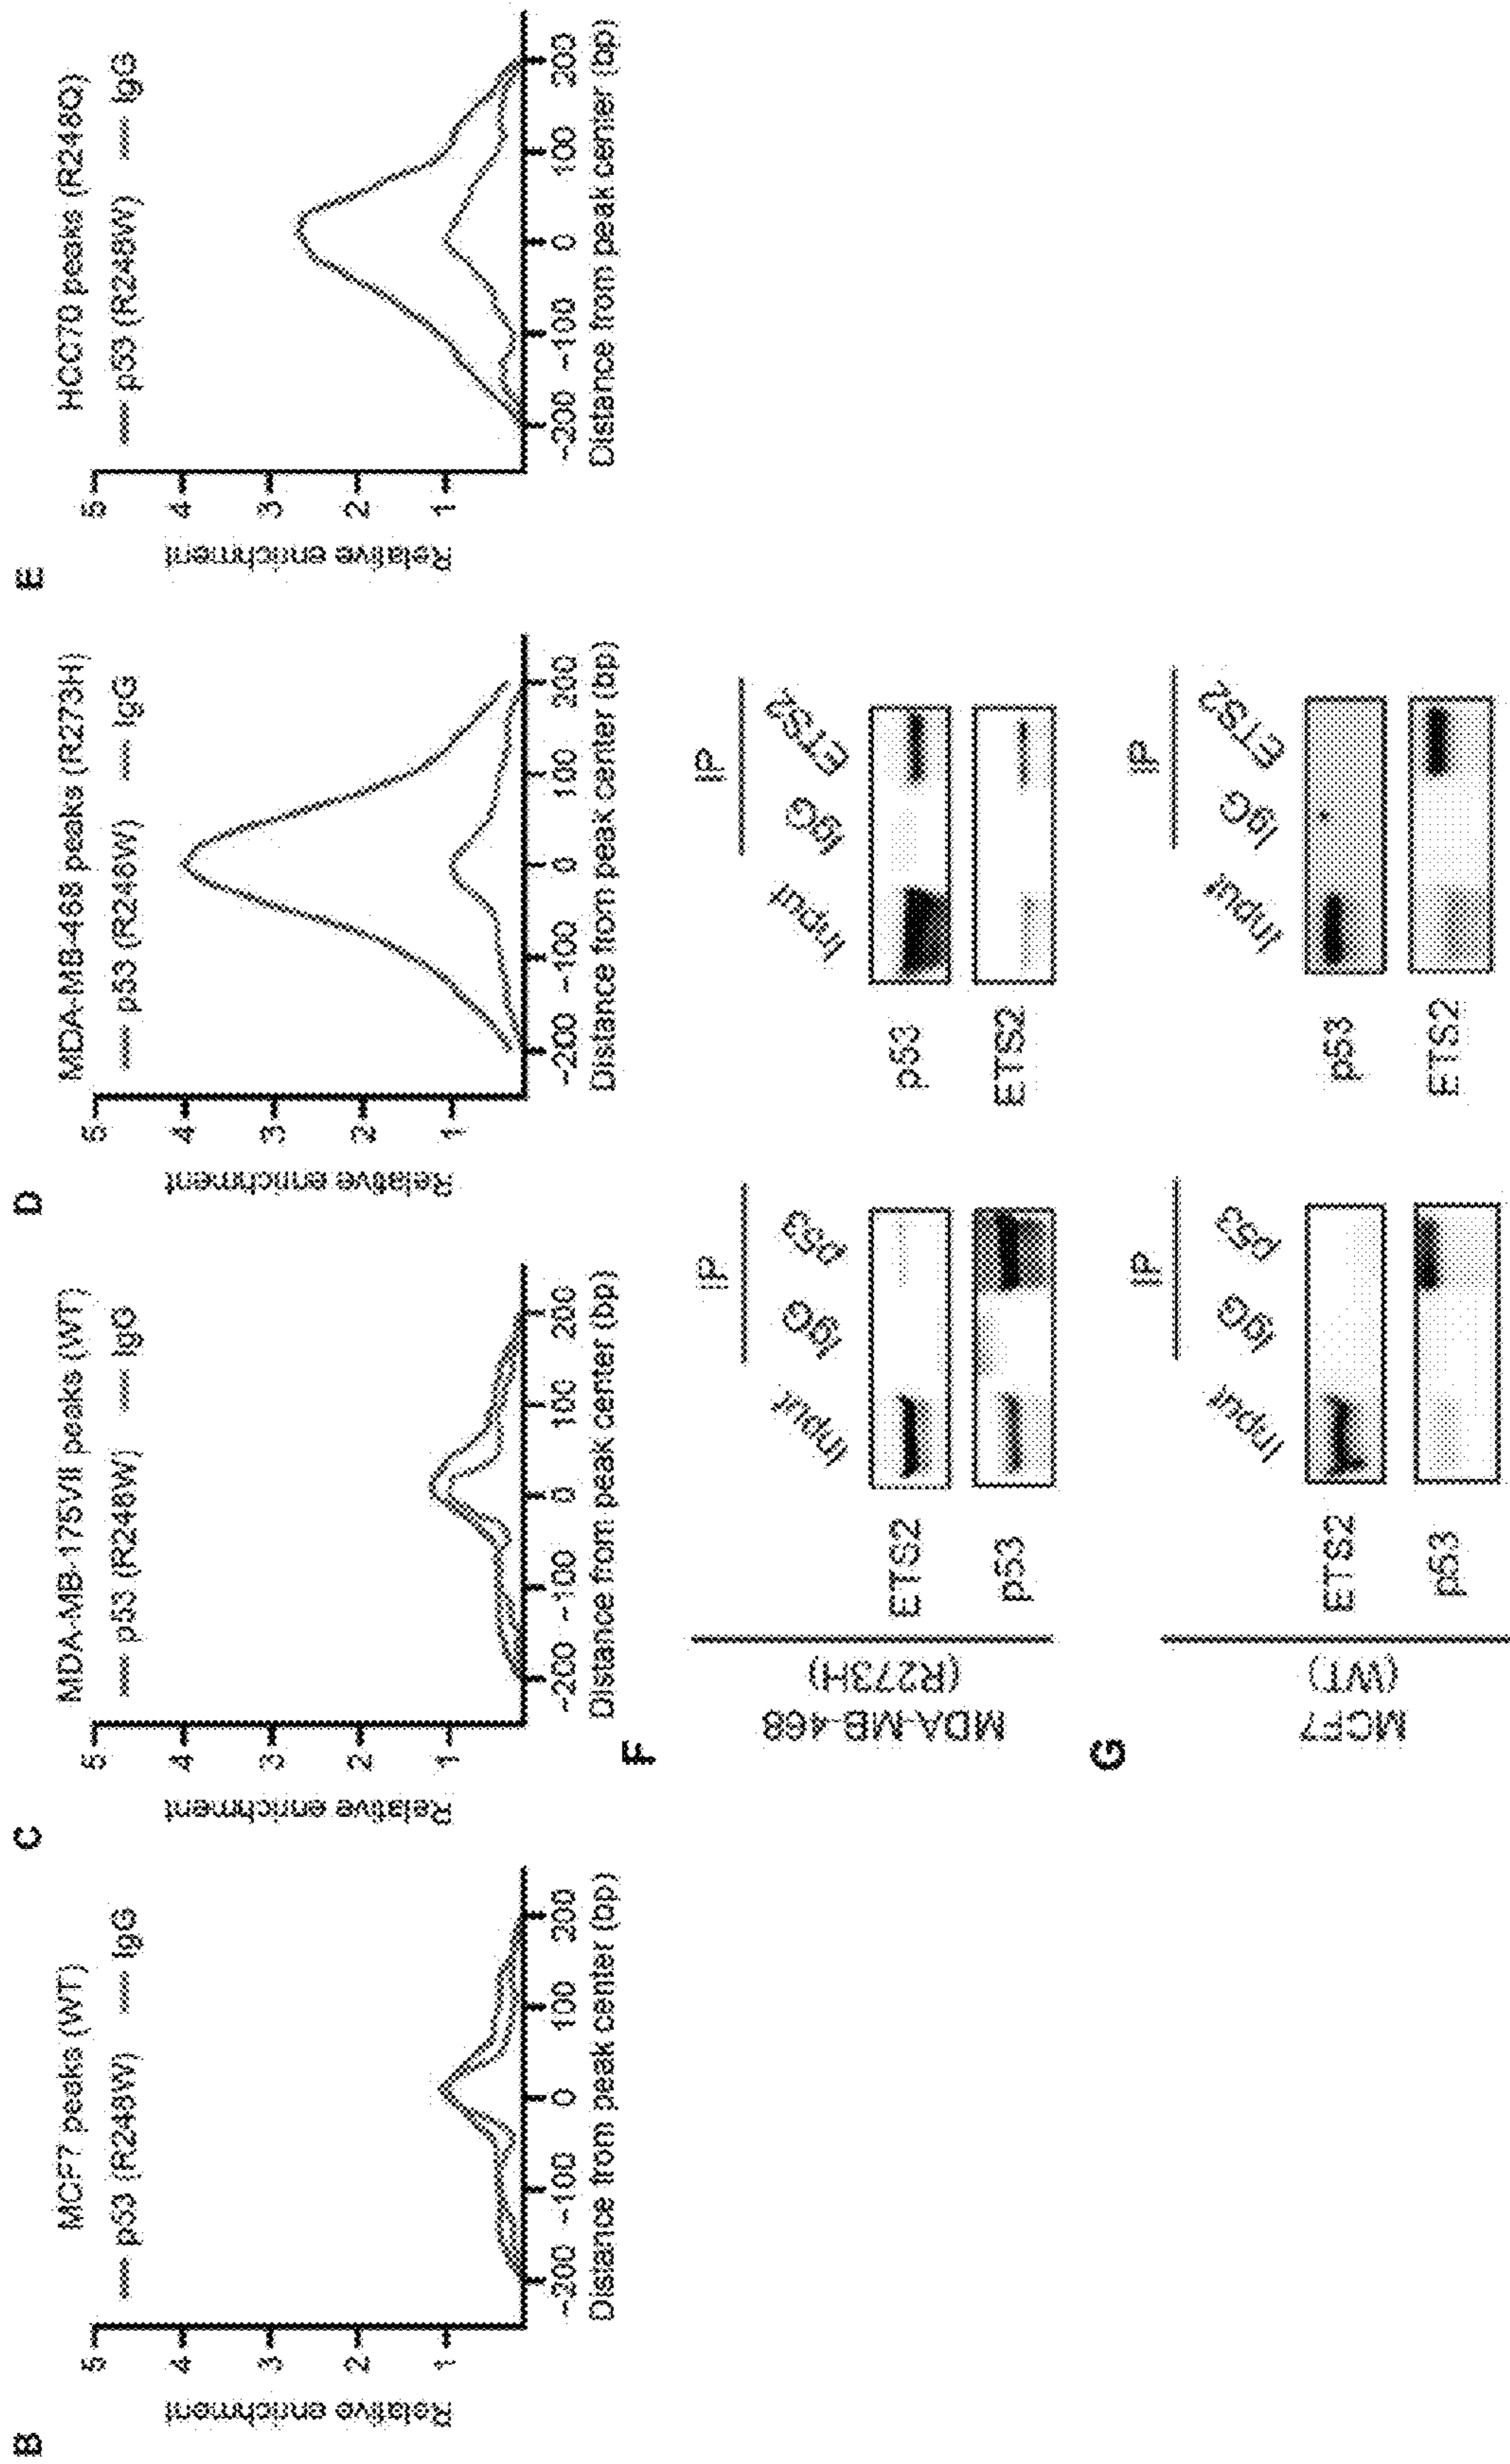 B
MCF7 peaks (WT)
p53 (R248W)
IgG
Relative enrichment
5
4
3
2
1
-200 -100 0 100 200
Distance from peak center (bp)
C
MDA-MB-175VII peaks (WT)
p53 (R248W)
IgG
Relative enrichment
5
4
3
2
1
-200 -100 0 100 200
Distance from peak center (bp)
D
MDA-MB-468 peaks (R273H)
p53 (R248W)
IgG
Relative enrichment
5
4
3
2
1
-200 -100 0 100 200
Distance from peak center (bp)
E
HCC70 peaks (R248Q)
p53 (R248W)
IgG
Relative enrichment
5
4
3
2
1
-200 -100 0 100 200
Distance from peak center (bp)
F
MDA-MB-468
(R273H)
IP
Input IgG p53
ETS2
p53
IP
Input IgG ETS2
p53
ETS2
G
MCF7
(WT)
IP
Input IgG p53
ETS2
p53
IP
Input IgG ETS2
p53
ETS2